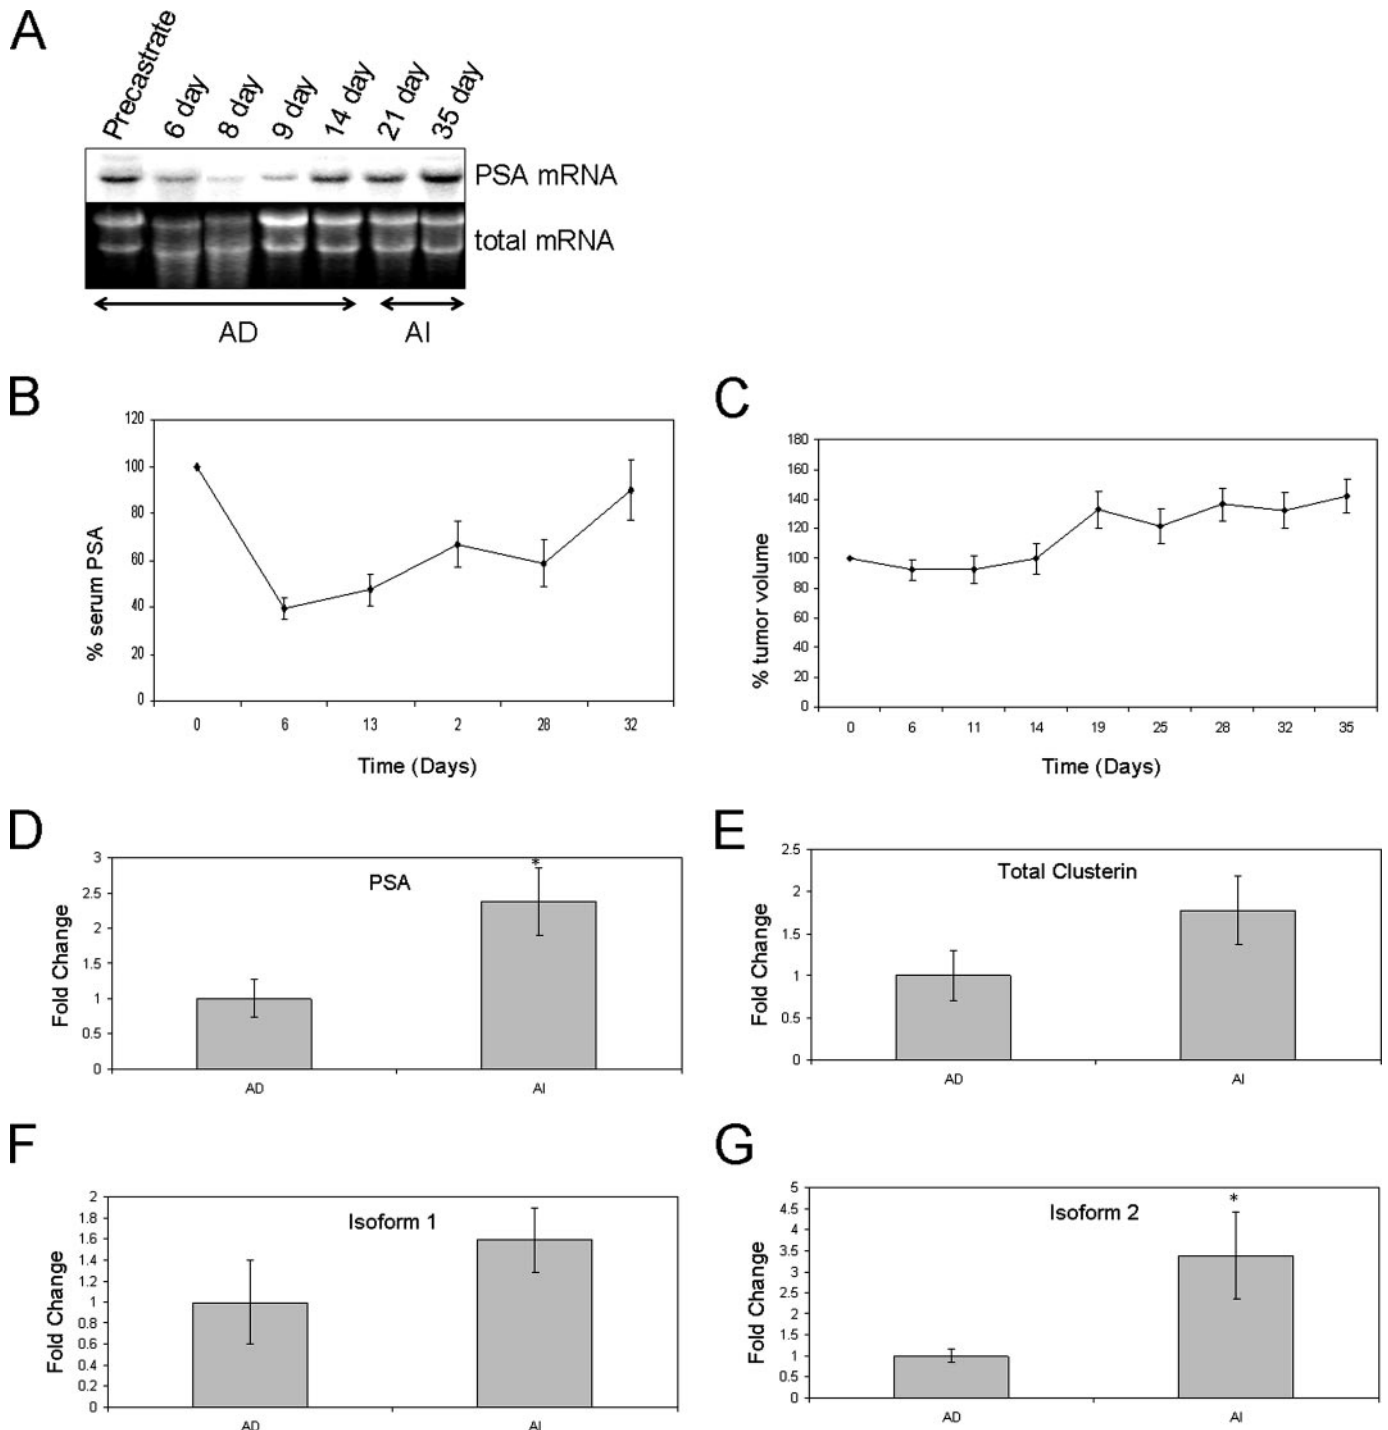 A
Precastrate
6 day
8 day
9 day
14 day
21 day
35 day
PSA mRNA
total mRNA
AD AI
B
120
100
80
60
40
20
0
% serum PSA
0 6 13 2 28 32
Time (Days)
C
180
160
140
120
100
80
60
40
20
0
% tumor volume
0 6 11 14 19 25 28 32 35
Time (Days)
D
3
2.5
2
1.5
1
0.5
0
Fold Change
PSA
*
AD AI
E
2.5
2
1.5
1
0.5
0
Fold Change
Total Clusterin
AD AI
F
2
1.8
1.6
1.4
1.2
1
0.8
0.6
0.4
0.2
0
Fold Change
Isoform 1
AD AI
G
5
4.5
4
3.5
3
2.5
2
1.5
1
0.5
0
Fold Change
Isoform 2
*
AD AI